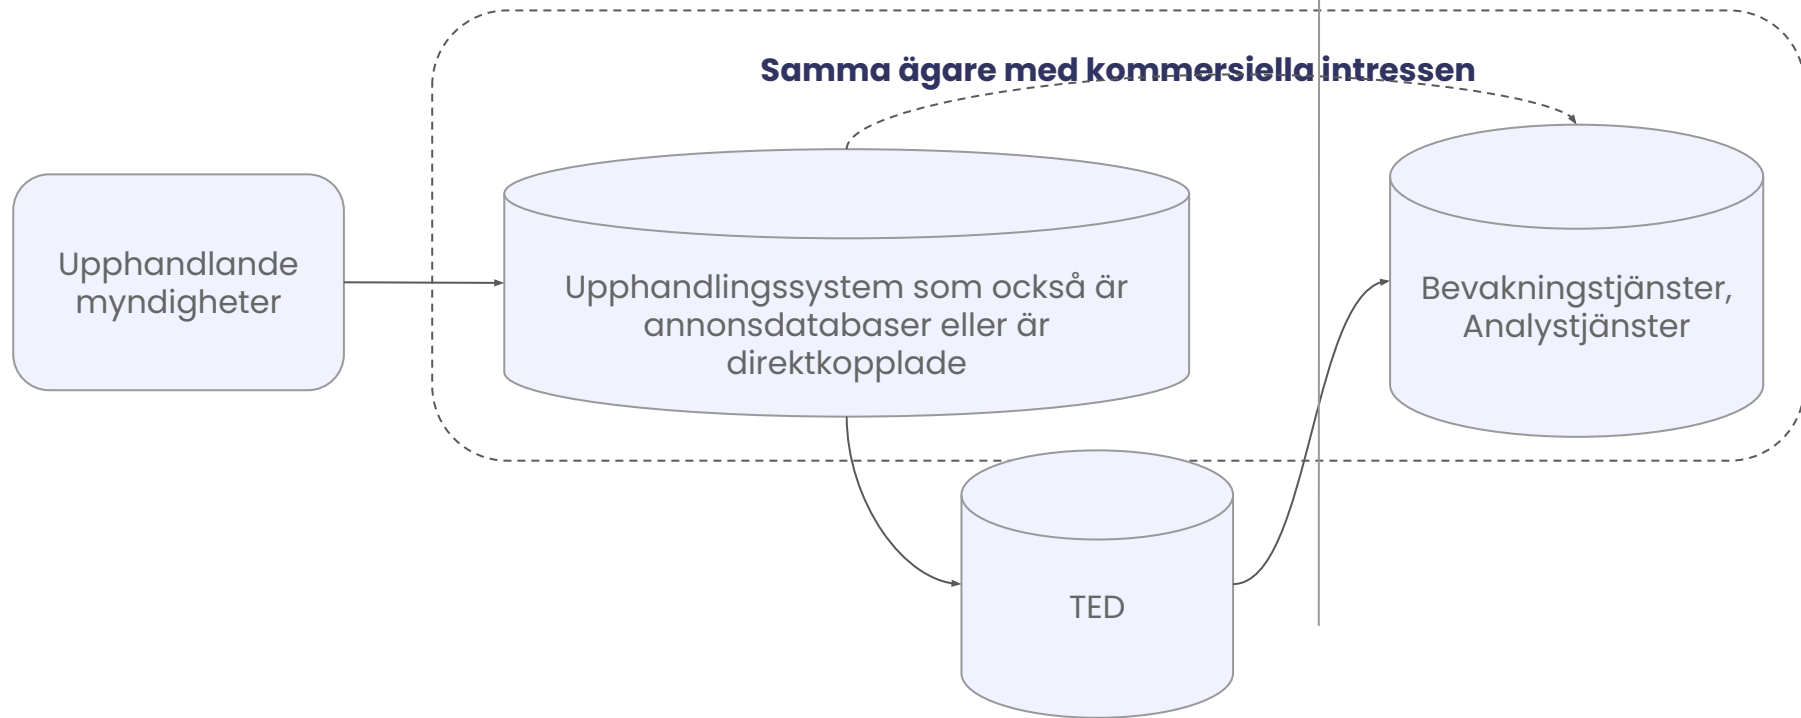 Samma ägare med kommersiella intressen
Upphandlande
myndigheter
Upphandlingssystem som också är
annonsdatabaser eller är
direktkopplade
Bevakningstjänster,
Analystjänster
TED